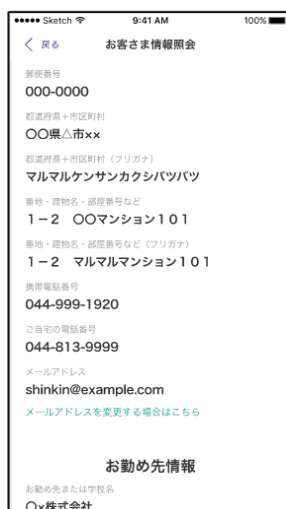 Sketch 9:41 AM 100%
戻る お客さま情報照会
郵便番号
000-0000
都道府県＋市区町村
〇〇県△市××
都道府県＋市区町村（フリガナ）
マルマルケンサンカクシバツバツ
番地・建物名・部屋番号など
１−２　〇〇マンション１０１
番地・建物名・部屋番号など（フリガナ）
１−２　マルマルマンション１０１
携帯電話番号
044-999-1920
ご自宅の電話番号
044-813-9999
メールアドレス
shinkin@example.com
メールアドレスを変更する場合はこちら
お勤め先情報
お勤め先または学校名
〇×株式会社